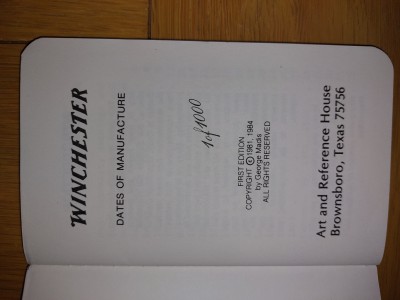 WINCHESTER
DATES OF MANUFACTURE
1 of 1000
FIRST EDITION
COPYRIGHT © 1981, 1984
by George Madis
ALL RIGHTS RESERVED
Art and Reference House
Brownsboro, Texas 75756